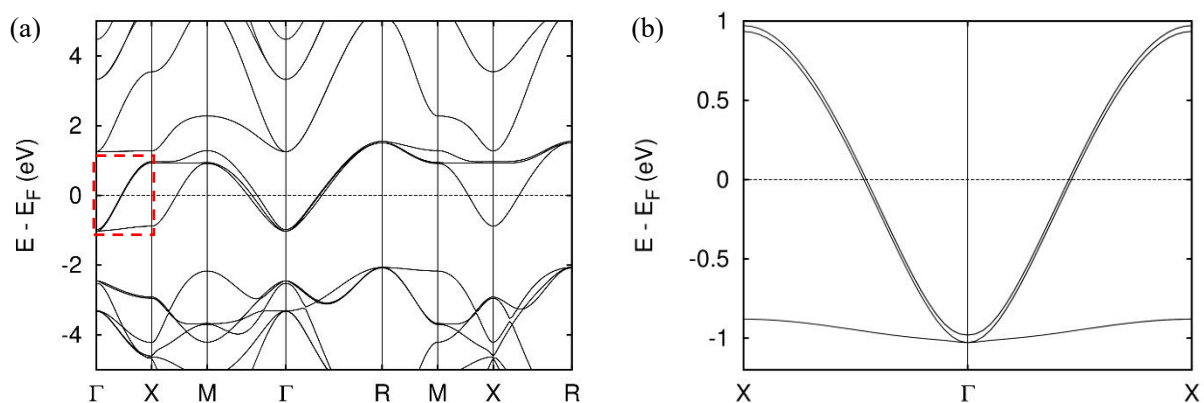 (a)
E - E_F (eV)
4
2
0
-2
-4
Γ X M Γ R M X R
(b)
E - E_F (eV)
1
0.5
0
-0.5
-1
X Γ X